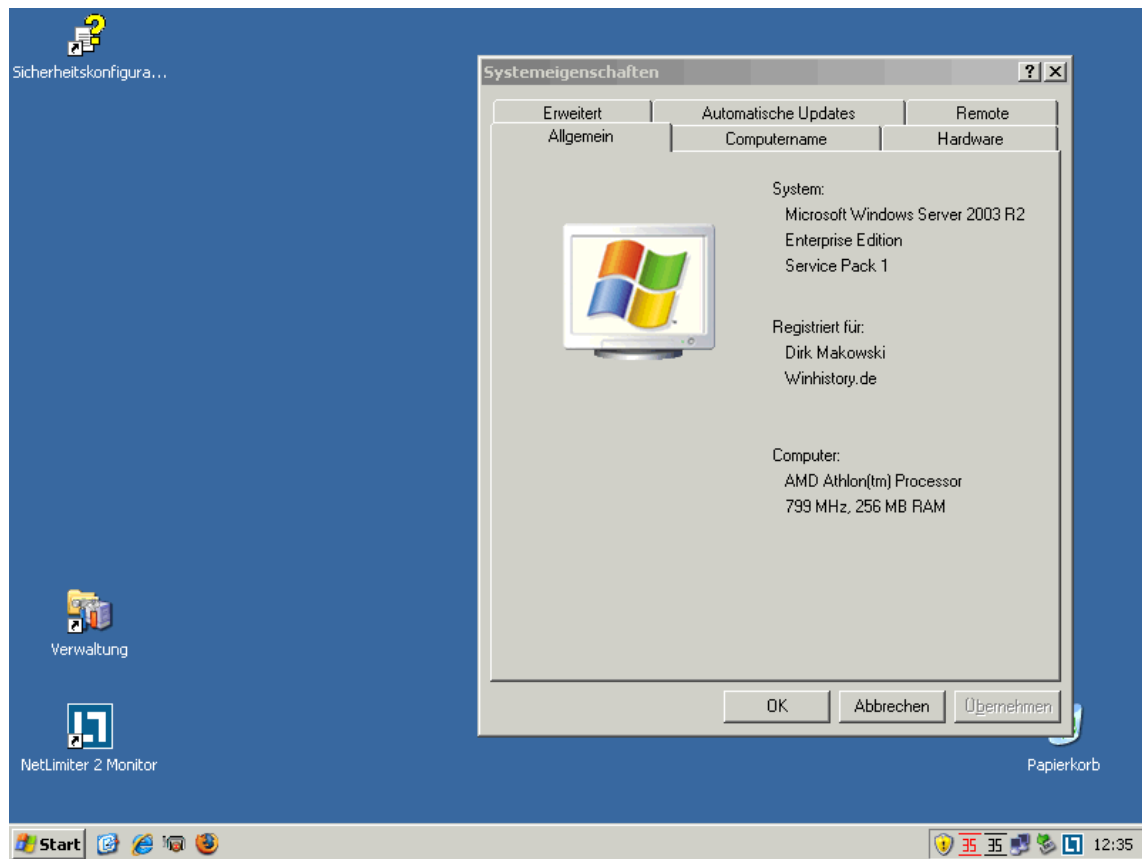 Sicherheitskonfigura...
Systemeigenschaften
Erweitert
Automatische Updates
Remote
Allgemein
Computername
Hardware
System:
Microsoft Windows Server 2003 R2
Enterprise Edition
Service Pack 1
Registriert für:
Dirk Makowski
Winhistory.de
Computer:
AMD Athlon(tm) Processor
799 MHz, 256 MB RAM
Verwaltung
OK
Abbrechen
Übernehmen
NetLimiter 2 Monitor
Papierkorb
Start
35
35
12:35